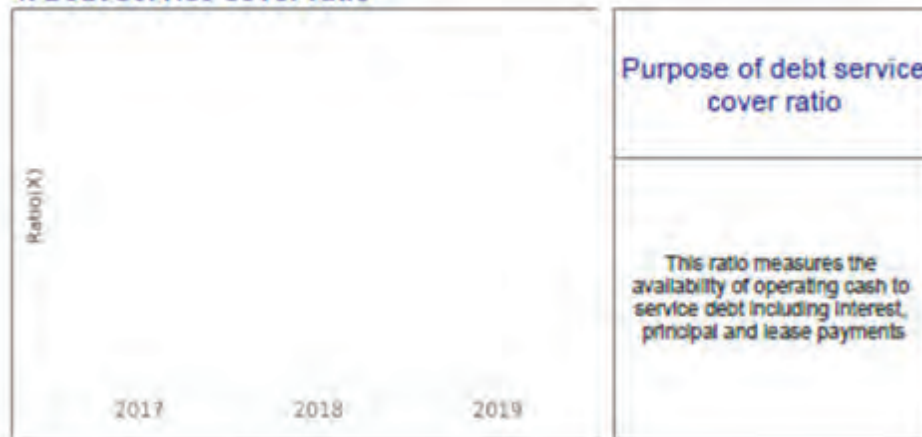 Purpose of debt service
cover ratio
Ratio(X)
This ratio measures the
availability of operating cash to
service debt including interest,
principal and lease payments
2017 2018 2019